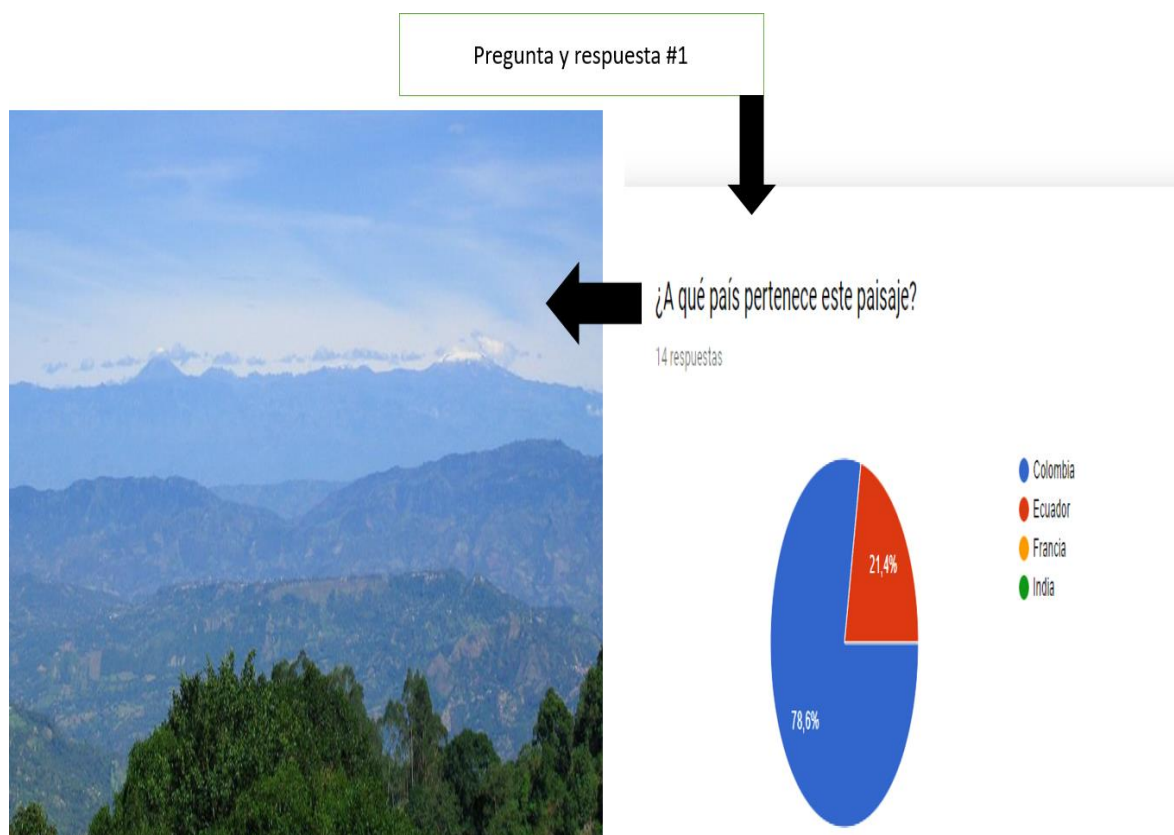 Pregunta y respuesta #1
¿A qué país pertenece este paisaje?
14 respuestas
Colombia
Ecuador
Francia
India
21,4%
78,6%